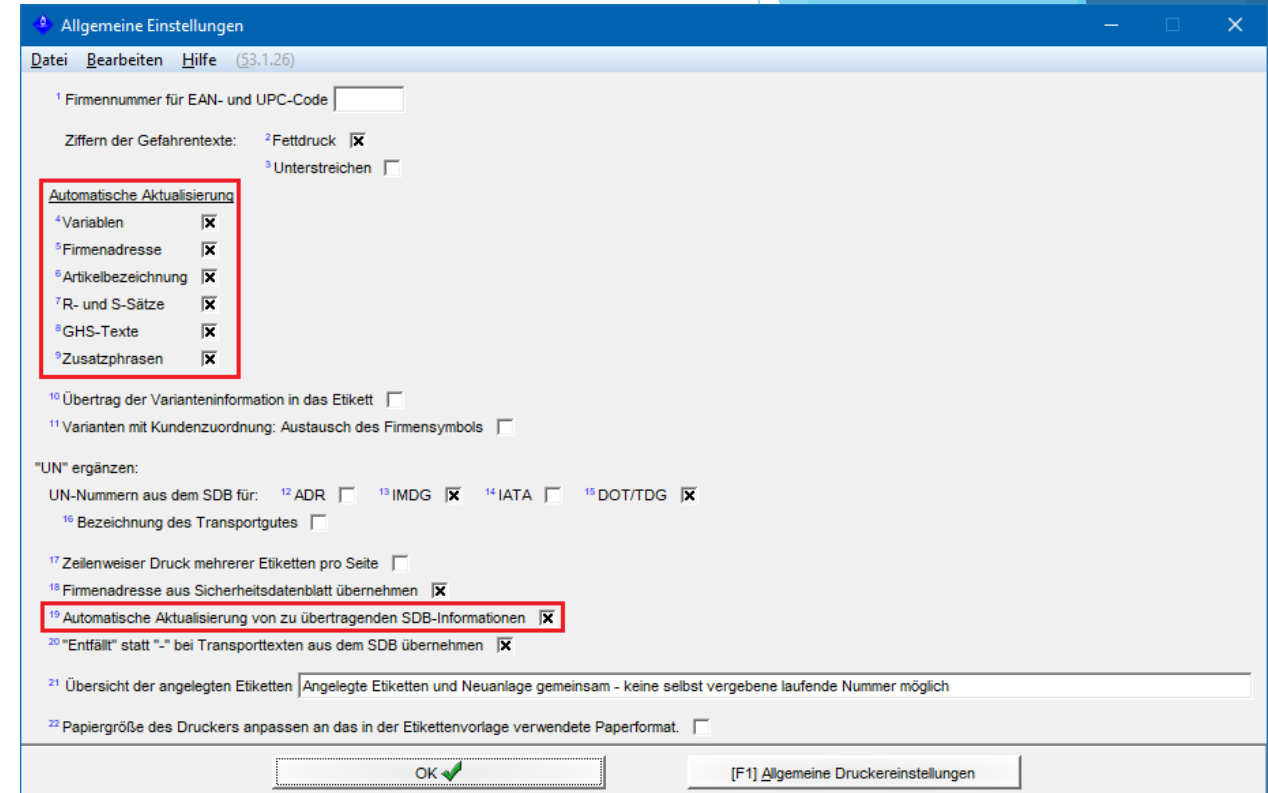 Allgemeine Einstellungen
Datei Bearbeiten Hilfe (53.1.26)
1 Firmennummer für EAN- und UPC-Code
Ziffern der Gefahrentexte: 2 Fettdruck
3 Unterstreichen
Automatische Aktualisierung
4 Variablen
5 Firmenadresse
6 Artikelbezeichnung
7 R- und S-Sätze
8 GHS-Texte
9 Zusatzphrasen
10 Übertrag der Varianteninformation in das Etikett
11 Varianten mit Kundenzuordnung: Austausch des Firmensymbols
"UN" ergänzen:
UN-Nummern aus dem SDB für: 12 ADR 13 IMDG 14 IATA 15 DOT/TDG
16 Bezeichnung des Transportgutes
17 Zeilenweiser Druck mehrerer Etiketten pro Seite
18 Firmenadresse aus Sicherheitsdatenblatt übernehmen
19 Automatische Aktualisierung von zu übertragenden SDB-Informationen
20 "Entfällt" statt "-" bei Transporttexten aus dem SDB übernehmen
21 Übersicht der angelegten Etiketten Angelegte Etiketten und Neuanlage gemeinsam - keine selbst vergebene laufende Nummer möglich
22 Papiergröße des Druckers anpassen an das in der Etikettenvorlage verwendete Paperformat.
OK [F1] Allgemeine Druckereinstellungen